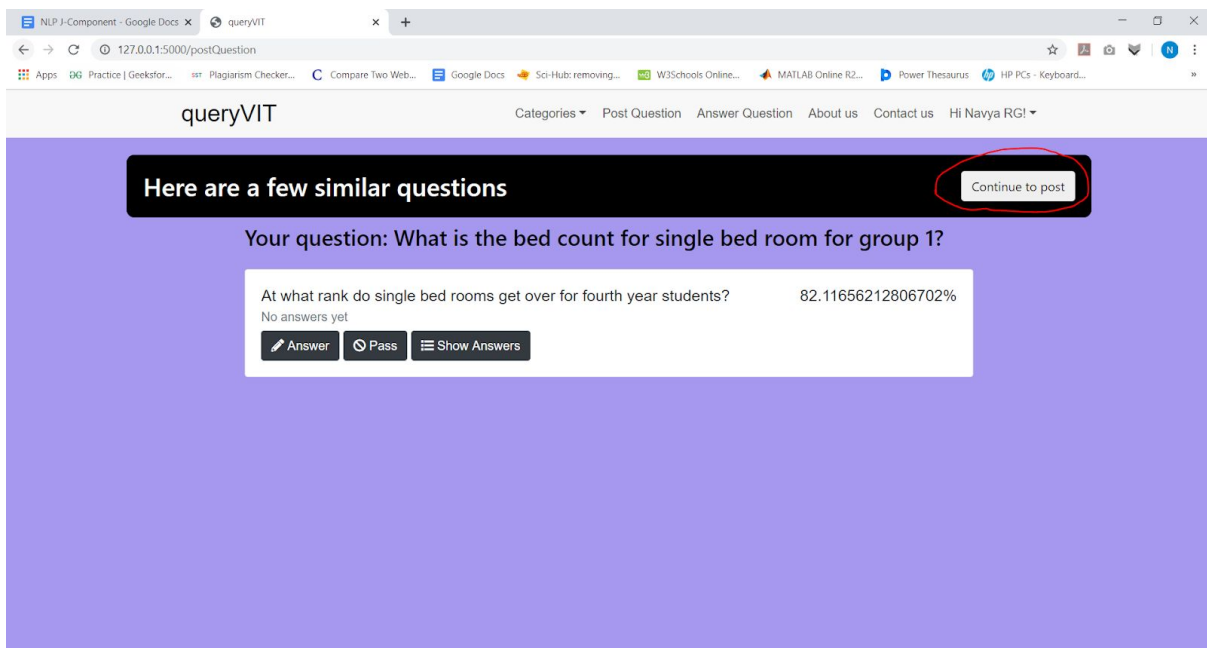 NLP J-Component - Google Docs
queryVIT
127.0.0.1:5000/postQuestion
N
Apps
Practice | Geeksfor...
Plagiarism Checker...
Compare Two Web...
Google Docs
Sci-Hub: removing...
W3Schools Online...
MATLAB Online R2...
Power Thesaurus
HP PCs - Keyboard...
queryVIT
Categories
Post Question
Answer Question
About us
Contact us
Hi Navya RG!
Here are a few similar questions
Continue to post
Your question: What is the bed count for single bed room for group 1?
At what rank do single bed rooms get over for fourth year students?
82.11656212806702%
No answers yet
Answer
Pass
Show Answers